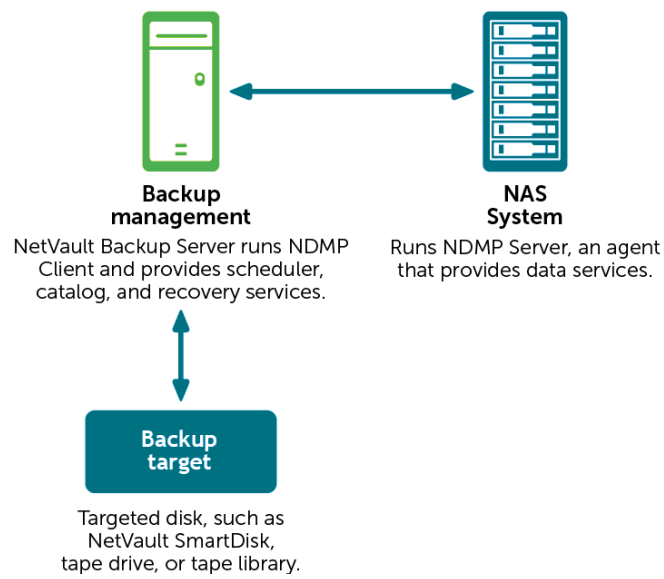 Backup
management
NetVault Backup Server runs NDMP
Client and provides scheduler,
catalog, and recovery services.
NAS
System
Runs NDMP Server, an agent
that provides data services.
Backup
target
Targeted disk, such as
NetVault SmartDisk,
tape drive, or tape library.